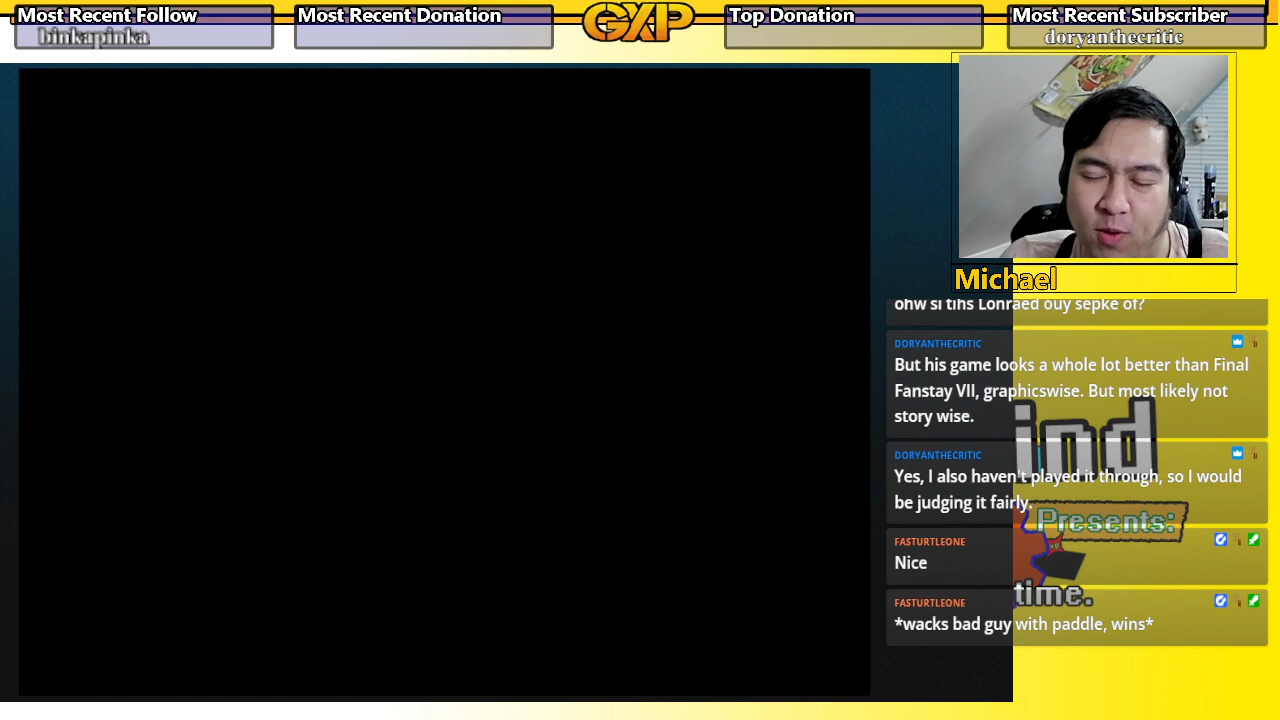 Most Recent Follow
binkapinka
Most Recent Donation
GXP
Top Donation
Most Recent Subscriber
doryanthecritic
Michael
ohw si tihs Lonraed ouy sepke of?
DORYANTHECRITIC
But his game looks a whole lot better than Final
Fanstay VII, graphicswise. But most likely not
story wise.
DORYANTHECRITIC
Yes, I also haven't played it through, so I would
be judging it fairly.
FASTURTLEONE
Nice
FASTURTLEONE
*wacks bad guy with paddle, wins*
ind
Presents:
time.